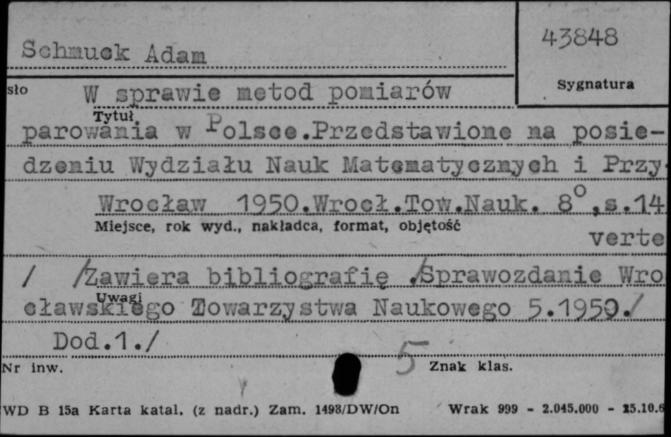 Schmuck Adam
43848
sło
W sprawie metod pomiarów
Sygnatura
Tytuł
parowania w Polsce.Przedstawione na posie-
dzeniu Wydziału Nauk Matematycznych i Przy.
Wrocław 1950.Wrocł.Tow.Nauk. 8°,s.14
Miejsce, rok wyd., nakładca, format, objętość
verte
/ /Zawiera bibliografię ./Sprawozdanie Wro
Uwagi
cławskiego Towarzystwa Naukowego 5.1950./
Dod.1./
Nr inw.
5
Znak klas.
WD B 15a Karta katal. (z nadr.) Zam. 1498/DW/On Wrak 999 - 2.045.000 - 25.10.6